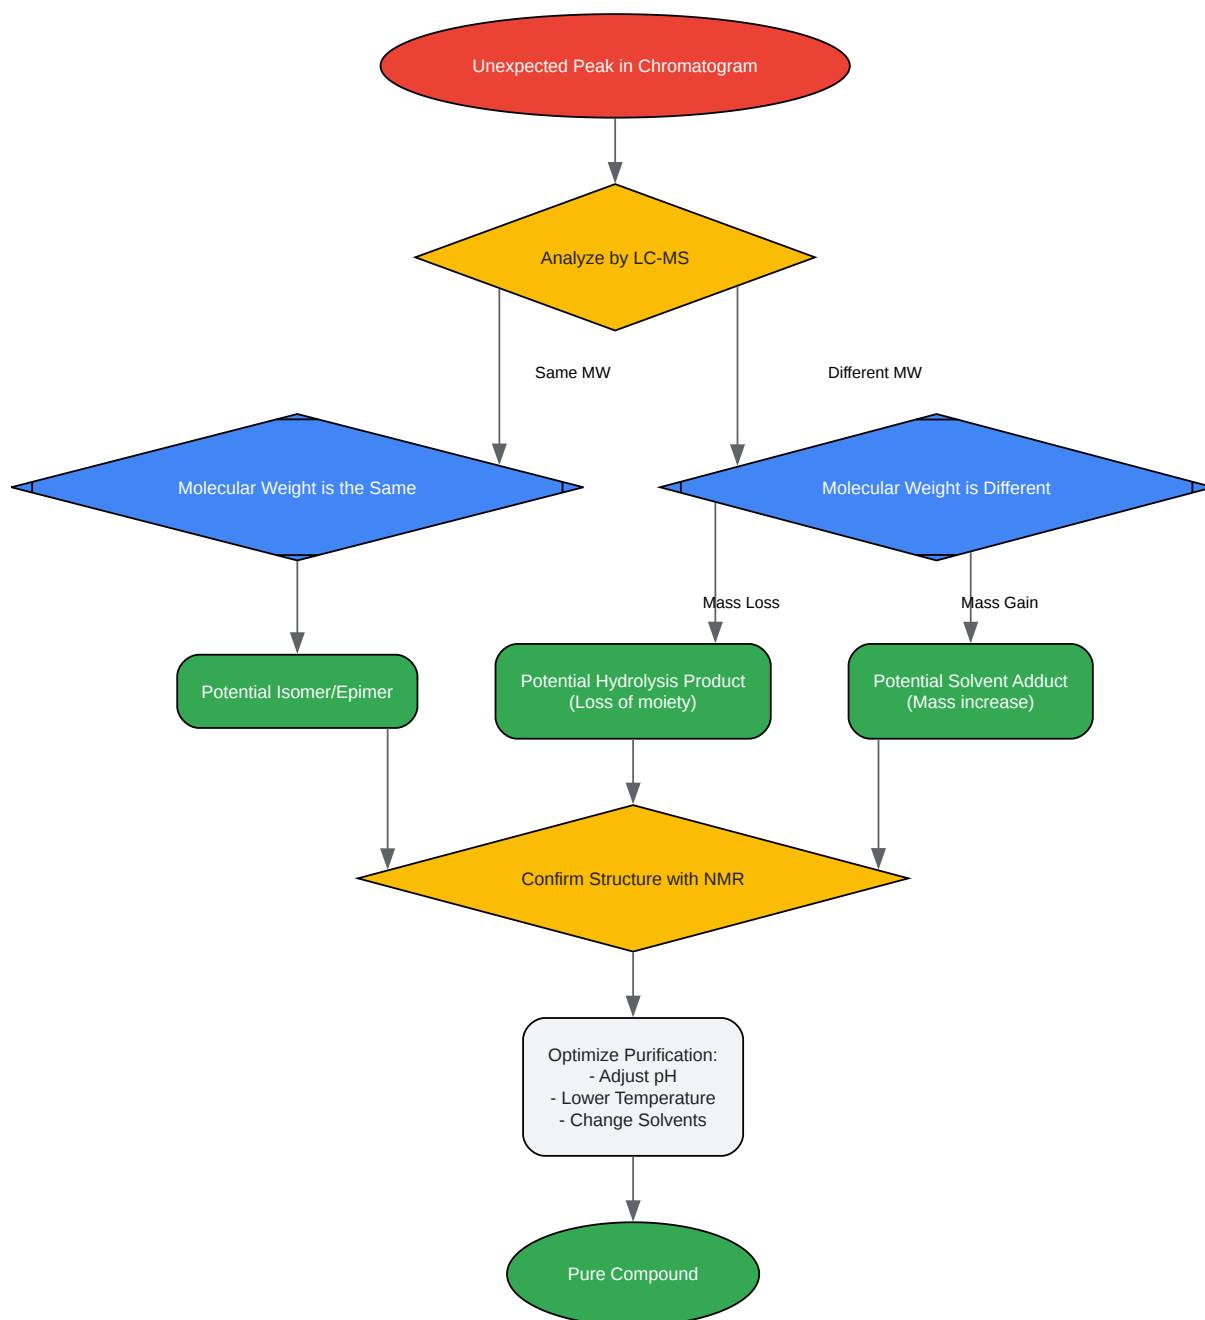 Unexpected Peak in Chromatogram
Analyze by LC-MS
Same MW
Different MW
Molecular Weight is the Same
Molecular Weight is Different
Mass Loss
Mass Gain
Potential Isomer/Epimer
Potential Hydrolysis Product
(Loss of moiety)
Potential Solvent Adduct
(Mass increase)
Confirm Structure with NMR
Optimize Purification:
- Adjust pH
- Lower Temperature
- Change Solvents
Pure Compound